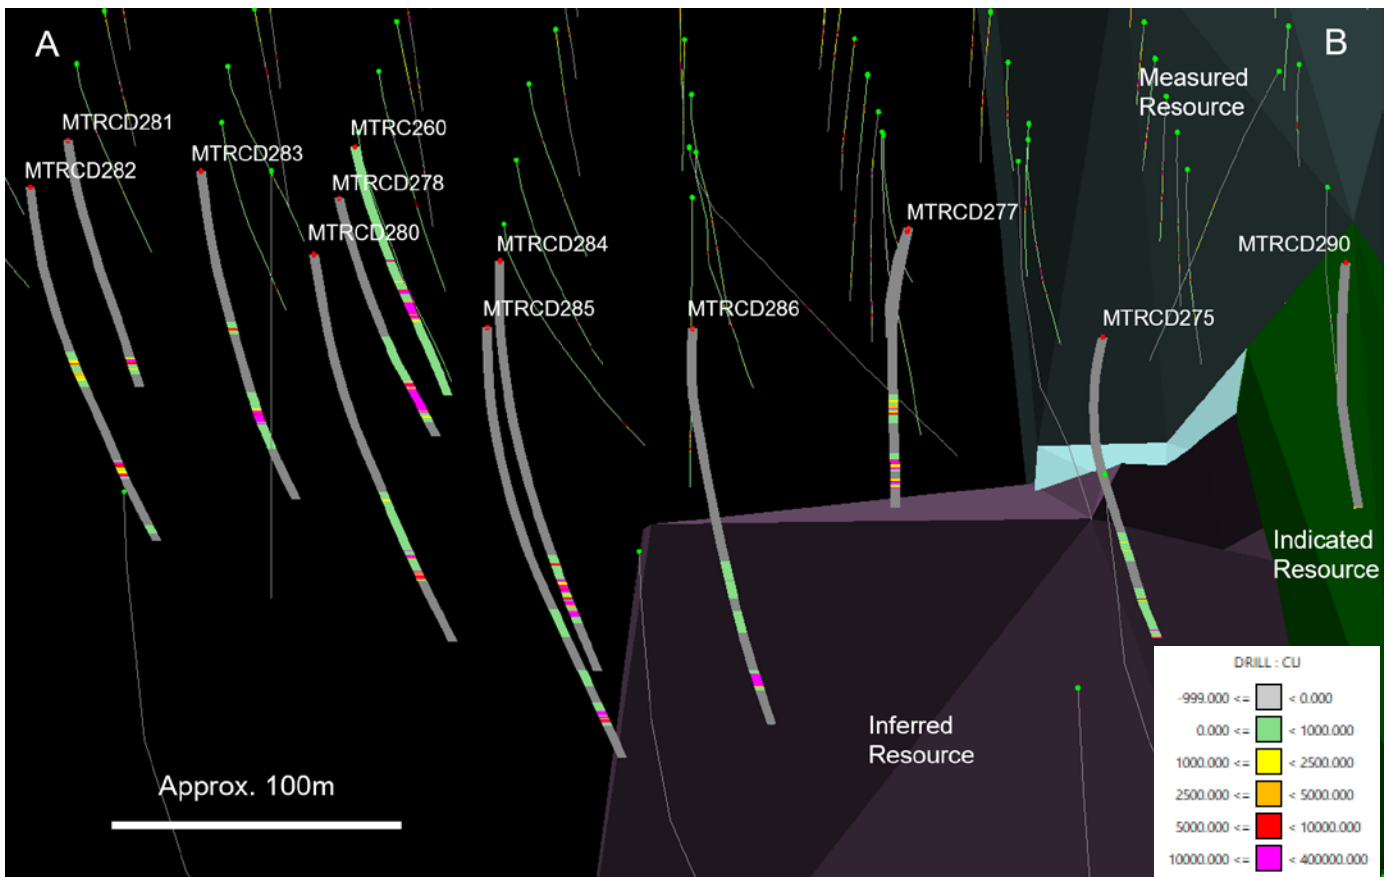 A
B
Measured
Resource
MTRCD281
MTRC260
MTRCD283
MTRCD282
MTRCD278
MTRCD277
MTRCD280
MTRCD284
MTRCD290
MTRCD285
MTRCD286
MTRCD275
Indicated
Resource
Inferred
Resource
Approx. 100m
DRILL : CU
-999.000 <= < 0.000
0.000 <= < 1000.000
1000.000 <= < 2500.000
2500.000 <= < 5000.000
5000.000 <= < 10000.000
10000.000 <= < 400000.000